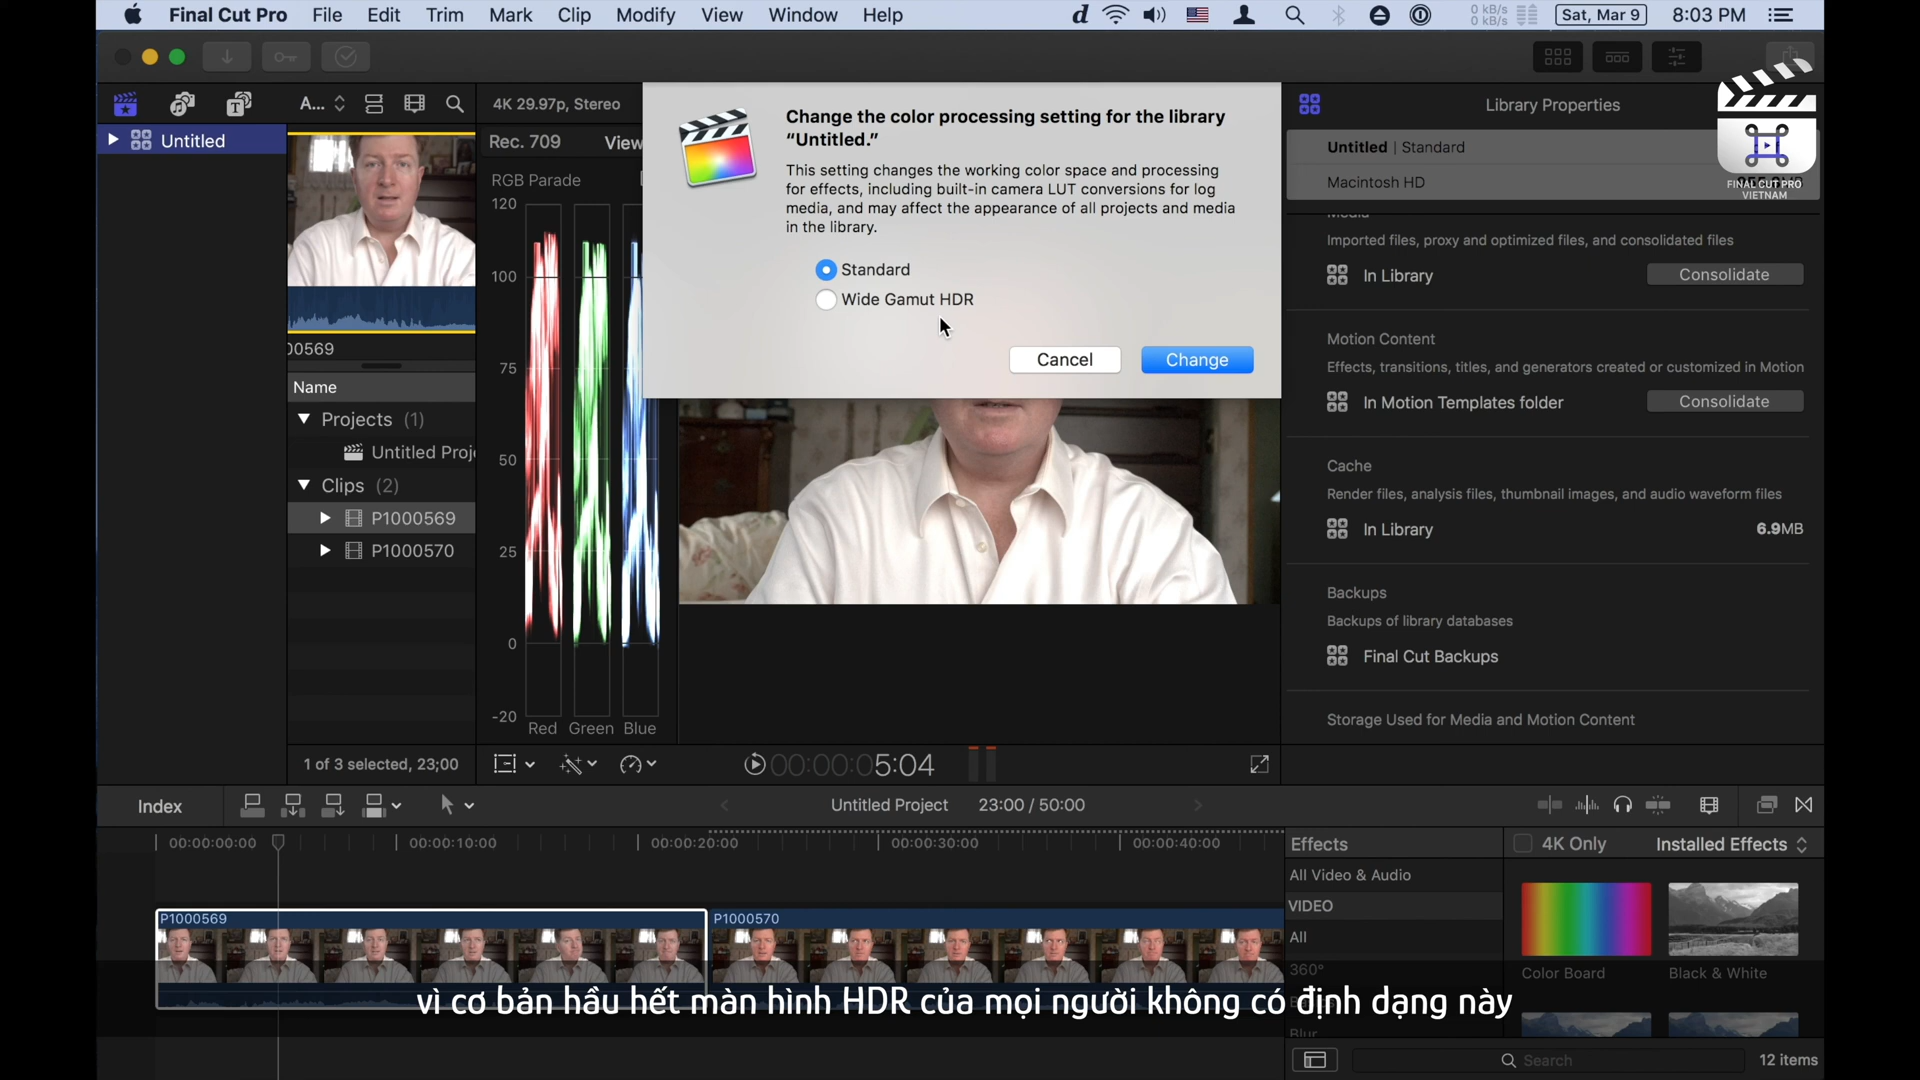 Final Cut Pro File Edit Trim Mark Clip Modify View Window Help
0 kB/s
0 kB/s
Sat, Mar 9 8:03 PM
A...
4K 29.97p, Stereo
Untitled
Rec. 709 View
RGB Parade
120
100
75
50
25
0
-20
Red Green Blue
00569
Name
Projects (1)
Untitled Proj
Clips (2)
P1000569
P1000570
1 of 3 selected, 23;00
Change the color processing setting for the library
“Untitled.”
This setting changes the working color space and processing
for effects, including built-in camera LUT conversions for log
media, and may affect the appearance of all projects and media
in the library.
Standard
Wide Gamut HDR
Cancel
Change
00:00:05:04
Library Properties
Untitled | Standard
Macintosh HD
FINAL CUT PRO
VIETNAM
Media
Imported files, proxy and optimized files, and consolidated files
In Library
Consolidate
Motion Content
Effects, transitions, titles, and generators created or customized in Motion
In Motion Templates folder
Consolidate
Cache
Render files, analysis files, thumbnail images, and audio waveform files
In Library
6.9MB
Backups
Backups of library databases
Final Cut Backups
Storage Used for Media and Motion Content
Index
Untitled Project 23:00 / 50:00
00:00:00:00 00:00:10:00 00:00:20:00 00:00:30:00 00:00:40:00
P1000569
P1000570
Effects
4K Only
Installed Effects
All Video & Audio
VIDEO
All
360°
Blur
Color Board
Black & White
vì cơ bản hầu hết màn hình HDR của mọi người không có định dạng này
Search
12 items